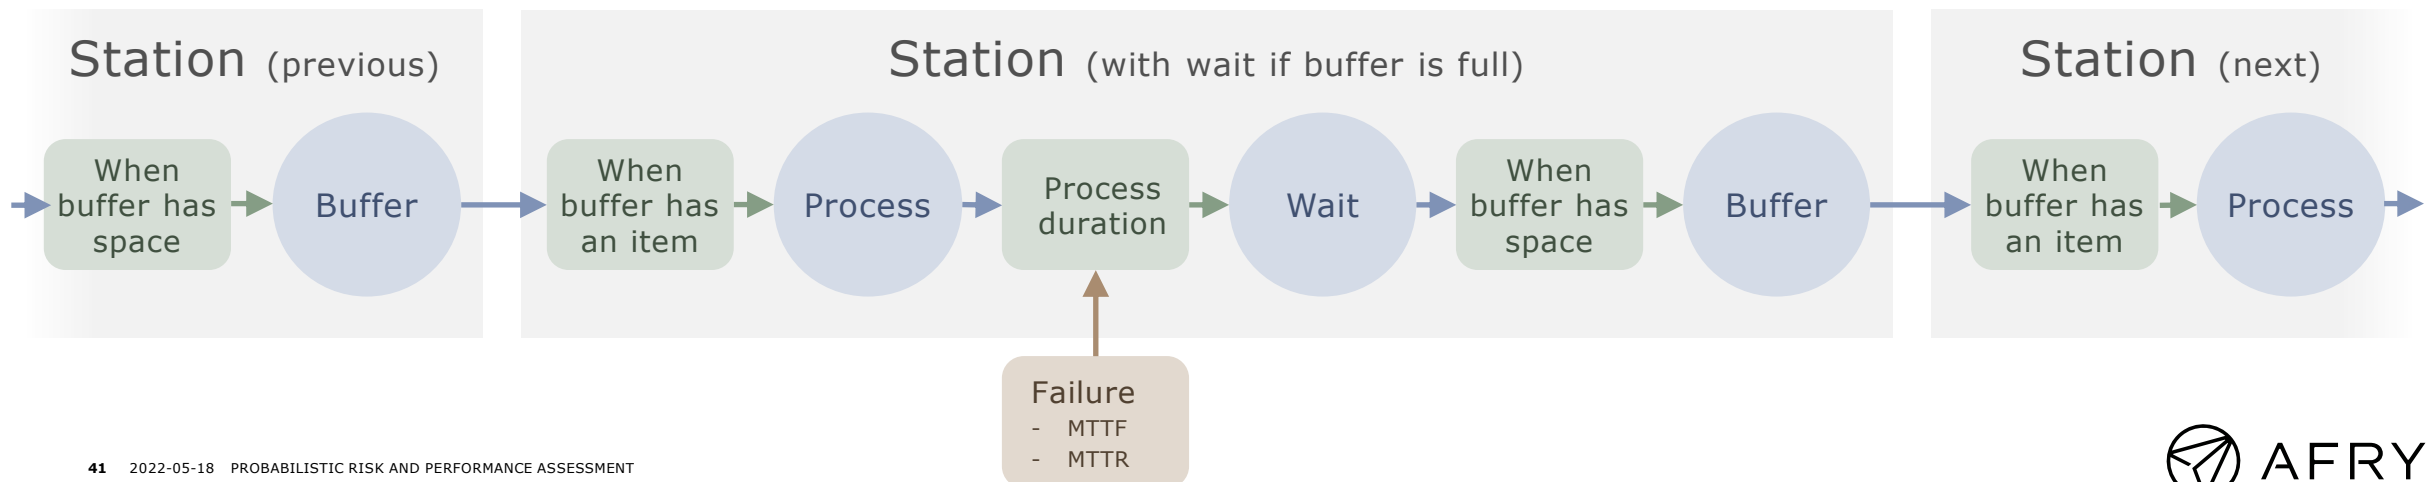 Station (previous)
When
buffer has
space
Buffer
Station (with wait if buffer is full)
When
buffer has
an item
Process
Process
duration
Wait
When
buffer has
space
Buffer
Failure
- MTTF
- MTTR
Station (next)
When
buffer has
an item
Process
41 2022-05-18 PROBABILISTIC RISK AND PERFORMANCE ASSESSMENT
AFRY